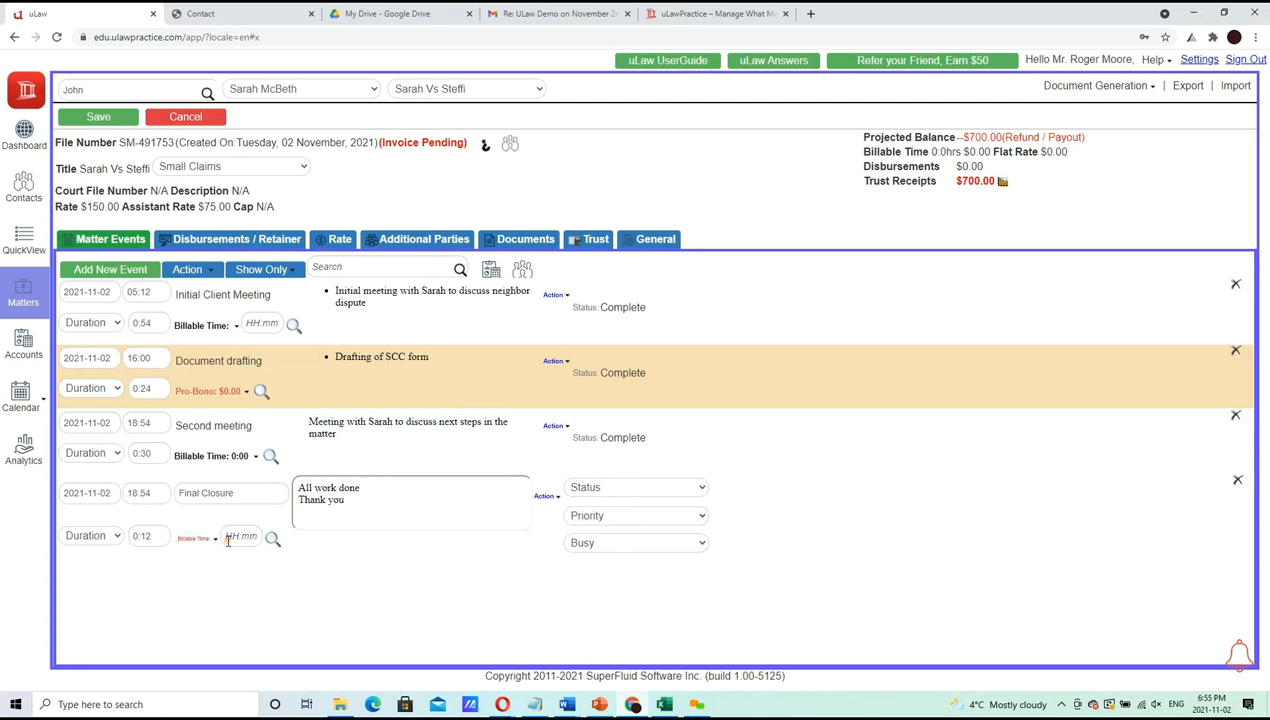 uLaw
Contact
My Drive - Google Drive
Re: ULaw Demo on November 2
uLawPractice – Manage What Ma
edu.ulawpractice.com/app/?locale=en#x
uLaw UserGuide
uLaw Answers
Refer your Friend, Earn $50
Hello Mr. Roger Moore,
Help
Settings
Sign Out
John
Sarah McBeth
Sarah Vs Steffi
Document Generation
Export
Import
Save
Cancel
Dashboard
Contacts
QuickView
Matters
Accounts
Calendar
Analytics
File Number SM-491753(Created On:Tuesday, 02 November, 2021)(Invoice Pending)
Title Sarah Vs Steffi
Small Claims
Court File Number N/A Description N/A
Rate $150.00 Assistant Rate $75.00 Cap N/A
Projected Balance--$700.00(Refund / Payout)
Billable Time 0:0hrs $0.00 Flat Rate $0.00
Disbursements $0.00
Trust Receipts $700.00
Matter Events
Disbursements / Retainer
Rate
Additional Parties
Documents
Trust
General
Add New Event
Action
Show Only
Search
2021-11-02 05:12 Initial Client Meeting
• Initial meeting with Sarah to discuss neighbor
dispute
Action
Status: Complete
Duration 0:54 Billable Time: HH:mm
2021-11-02 16:00 Document drafting
• Drafting of SCC form
Action
Status: Complete
Duration 0:24 Pro-Bono: $0.00
2021-11-02 18:54 Second meeting
Meeting with Sarah to discuss next steps in the
matter
Action
Status: Complete
Duration 0:30 Billable Time: 0:00
2021-11-02 18:54 Final Closure
All work done
Thank you
Action
Status
Priority
Busy
Duration 0:12 Billable Time: HH:mm
Copyright 2011-2021 SuperFluid Software Inc. (build 1.00-5125)
Type here to search
4°C Mostly cloudy
ENG
6:55 PM
2021-11-02